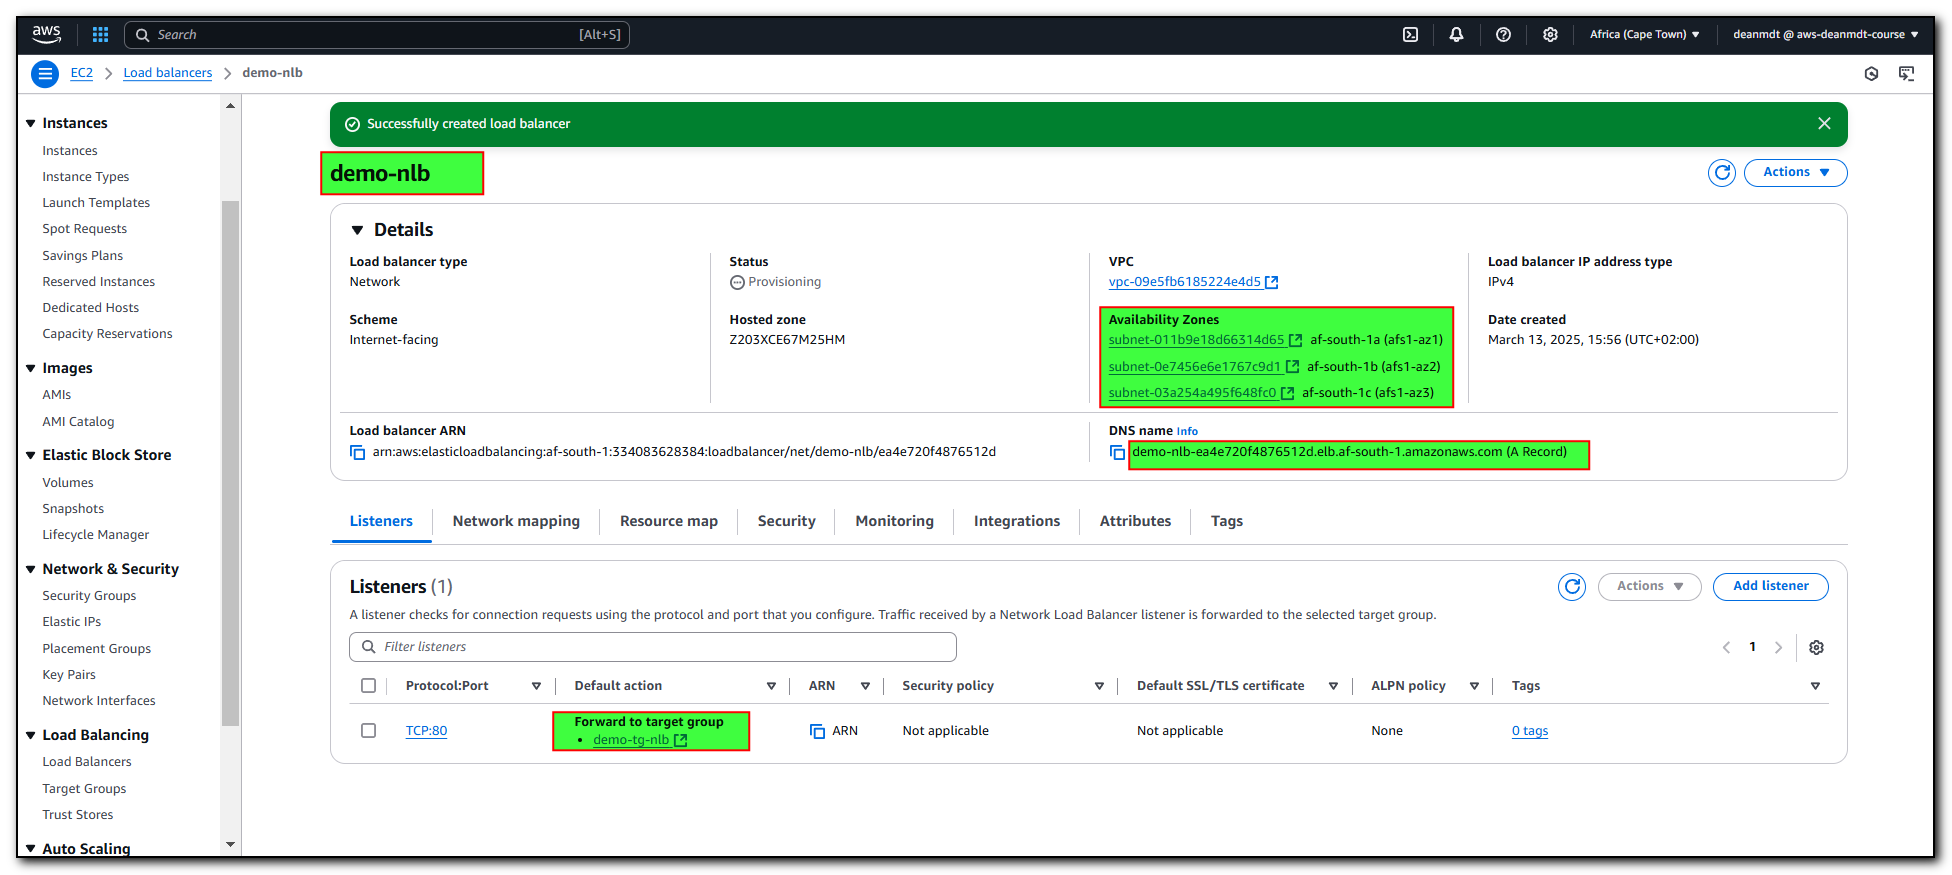 aws Search [Alt+S] Africa (Cape Town) deanmdt @ aws-deanmdt-course
EC2 Load balancers demo-nlb
Instances
Instances
Instance Types
Launch Templates
Spot Requests
Savings Plans
Reserved Instances
Dedicated Hosts
Capacity Reservations
Images
AMIs
AMI Catalog
Elastic Block Store
Volumes
Snapshots
Lifecycle Manager
Network & Security
Security Groups
Elastic IPs
Placement Groups
Key Pairs
Network Interfaces
Load Balancing
Load Balancers
Target Groups
Trust Stores
Auto Scaling
Successfully created load balancer
demo-nlb
Actions
Details
Load balancer type
Network
Status
Provisioning
VPC
vpc-09e5fb6185224e4d5
Load balancer IP address type
IPv4
Scheme
Internet-facing
Hosted zone
Z203XCE67M25HM
Availability Zones
subnet-011b9e18d66314d65 af-south-1a (afs1-az1)
subnet-0e7456e6e1767c9d1 af-south-1b (afs1-az2)
subnet-03a254a495f648fc0 af-south-1c (afs1-az3)
Date created
March 13, 2025, 15:56 (UTC+02:00)
Load balancer ARN
arn:aws:elasticloadbalancing:af-south-1:334083628384:loadbalancer/net/demo-nlb/ea4e720f4876512d
DNS name Info
demo-nlb-ea4e720f4876512d.elb.af-south-1.amazonaws.com (A Record)
Listeners Network mapping Resource map Security Monitoring Integrations Attributes Tags
Listeners (1)
Actions Add listener
A listener checks for connection requests using the protocol and port that you configure. Traffic received by a Network Load Balancer listener is forwarded to the selected target group.
Filter listeners
1
Protocol:Port Default action ARN Security policy Default SSL/TLS certificate ALPN policy Tags
TCP:80
Forward to target group
• demo-tg-nlb
ARN Not applicable Not applicable None 0 tags